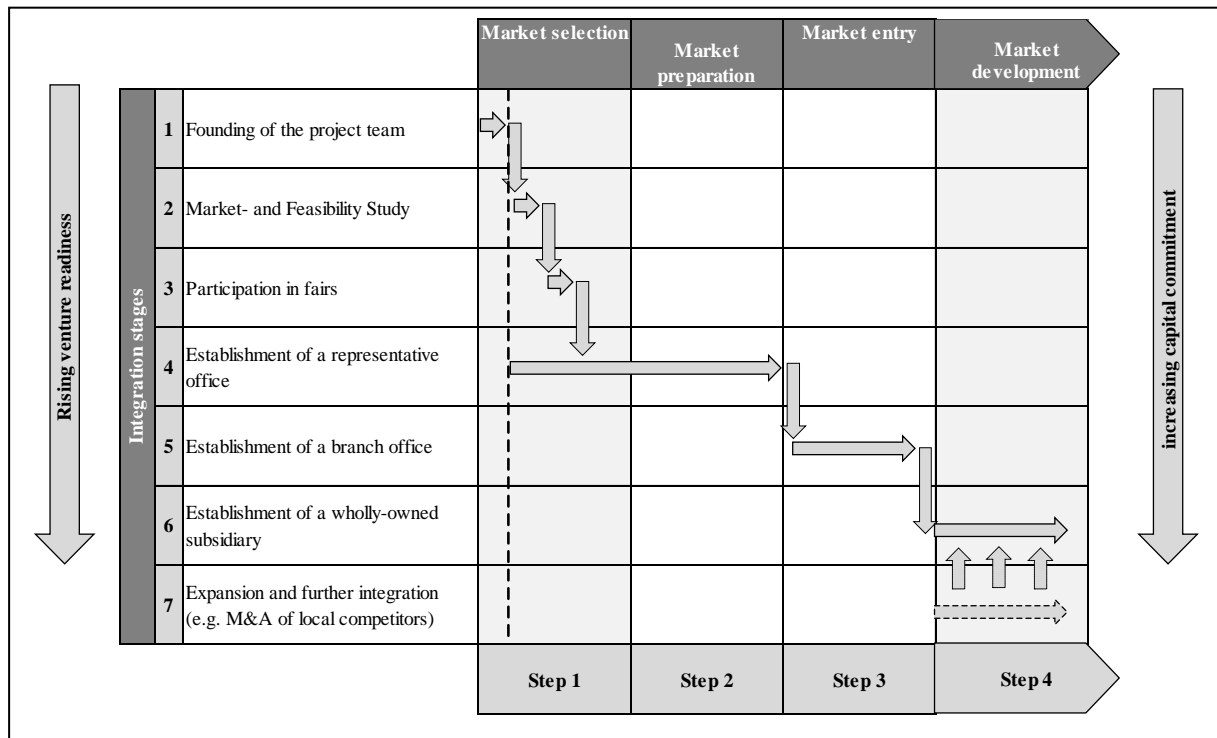 Market selection
Market
preparation
Market entry
Market
development
Rising venture readiness
Integration stages
1 Founding of the project team
2 Market- and Feasibility Study
3 Participation in fairs
4 Establishment of a representative
office
5 Establishment of a branch office
6 Establishment of a wholly-owned
subsidiary
7 Expansion and further integration
(e.g. M&A of local competitors)
increasing capital commitment
Step 1
Step 2
Step 3
Step 4